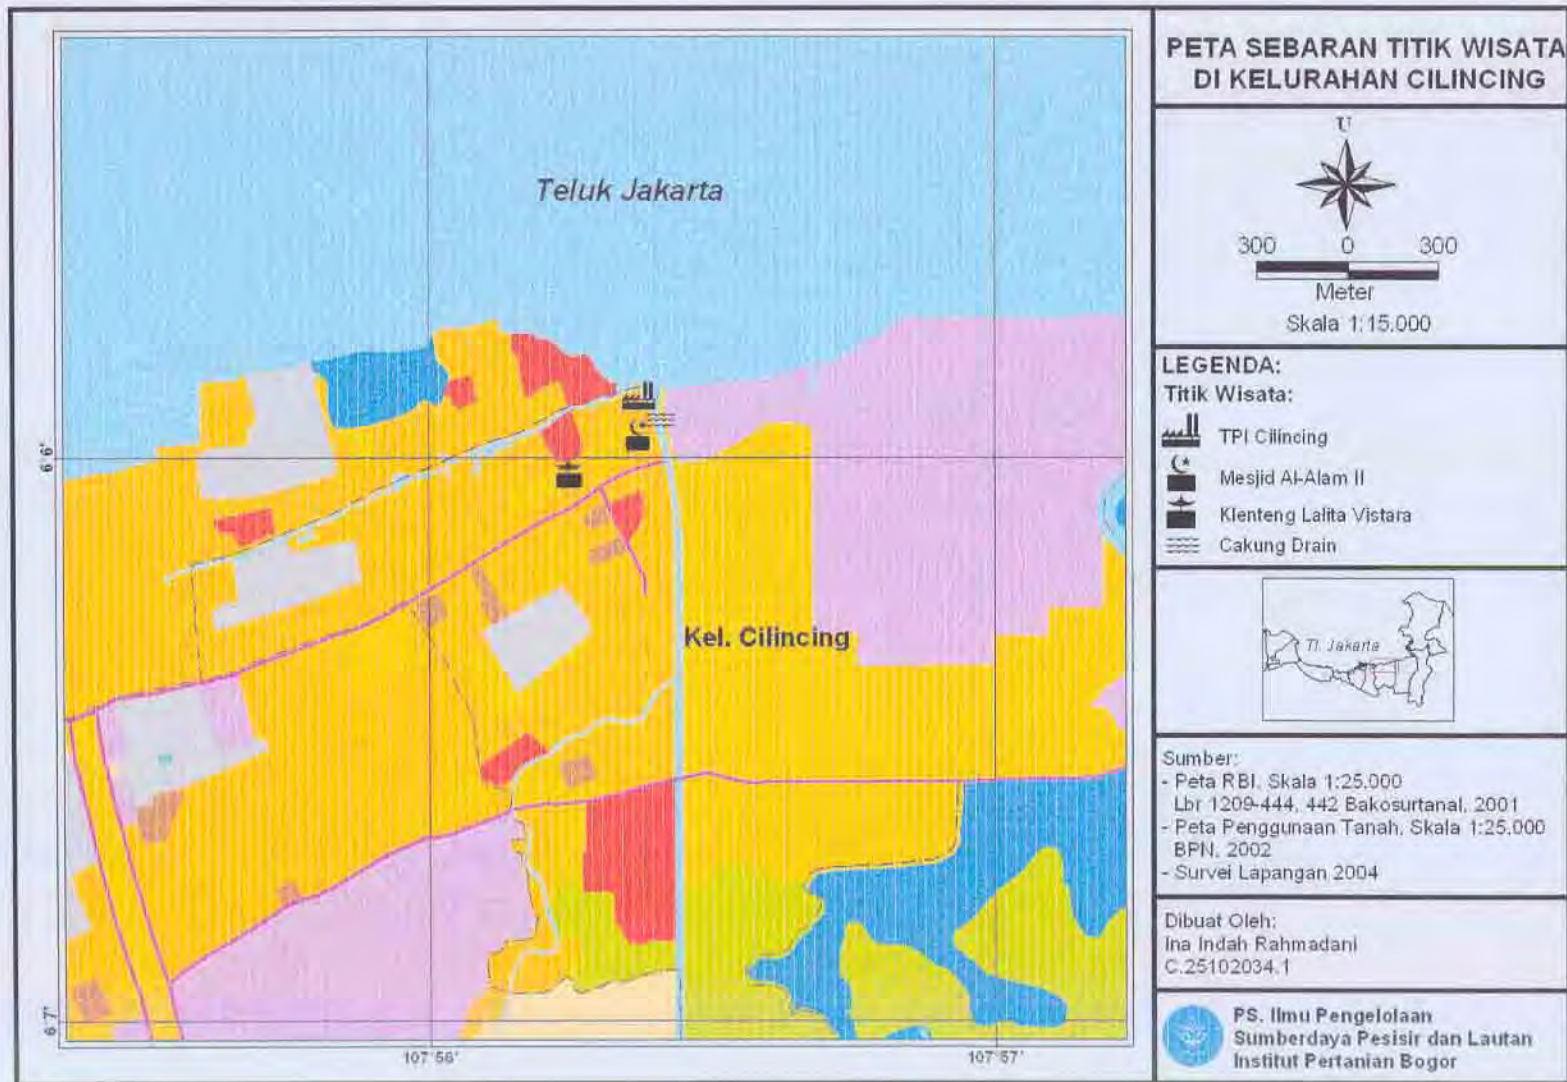 PETA SEBARAN TITIK WISATA
DI KELURAHAN CILINCING
U
300 0 300
Meter
Skala 1:15.000
LEGENDA:
Titik Wisata:
TPI Cilincing
Mesjid Al-Alam II
Klenteng Lalita Vistara
Cakung Drain
Tl. Jakarta
Sumber:
- Peta RBI, Skala 1:25.000
Lbr 1209-444, 442 Bakosurtanal, 2001
- Peta Penggunaan Tanah, Skala 1:25.000
BPN, 2002
- Survei Lapangan 2004
Dibuat Oleh:
Ina Indah Rahmadani
C.25102034.1
PS. Ilmu Pengelolaan
Sumberdaya Pesisir dan Lautan
Institut Pertanian Bogor
Teluk Jakarta
Kel. Cilincing
6°6'
6°7'
107°56'
107°57'